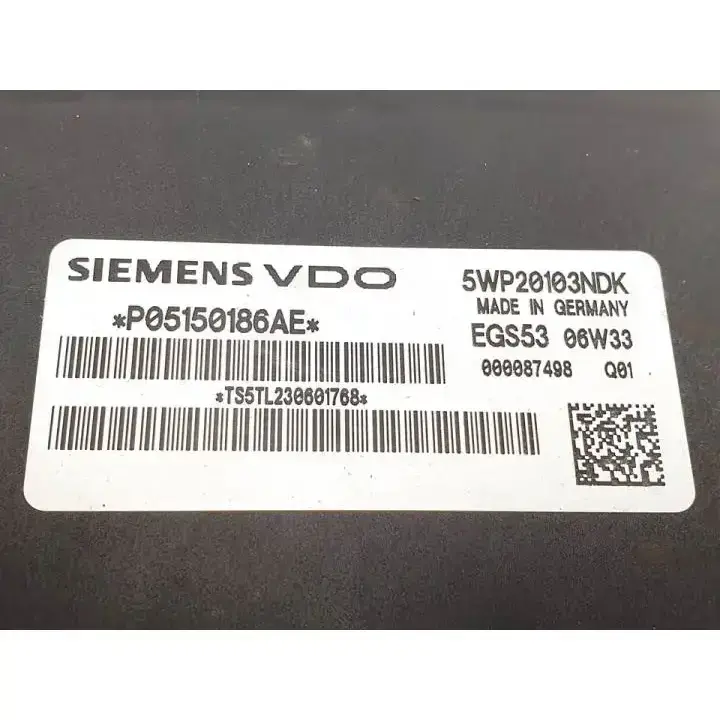 SIEMENS VDO
5WP20103NDK
MADE IN GERMANY
*P05150186AE*
EGS53 06W33
000087498 Q01
*TS5TL230601768*